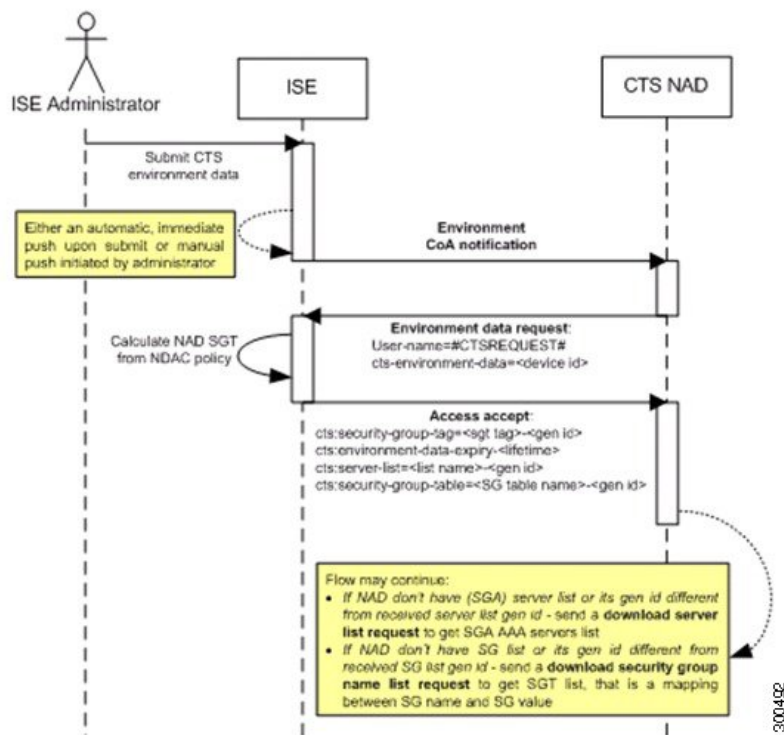 ISE Administrator
ISE
CTS NAD
Submit CTS
environment data
Either an automatic, immediate
push upon submit or manual
push initiated by administrator
Environment
CoA notification
Environment data request:
User-name=#CTSREQUEST#
cts-environment-data=<device id>
Calculate NAD SGT
from NDAC policy
Access accept:
cts:security-group-tag=<sgt tag>-<gen id>
cts:environment-data-expiry-<lifetime>
cts:server-list=<list name>-<gen id>
cts:security-group-table=<SG table name>-<gen id>
Flow may continue:
• If NAD don't have (SGA) server list or its gen id different
from received server list gen id - send a download server
list request to get SGA AAA servers list
• If NAD don't have SG list or its gen id different from
received SG list gen id - send a download security group
name list request to get SGT list, that is a mapping
between SG name and SG value
300492